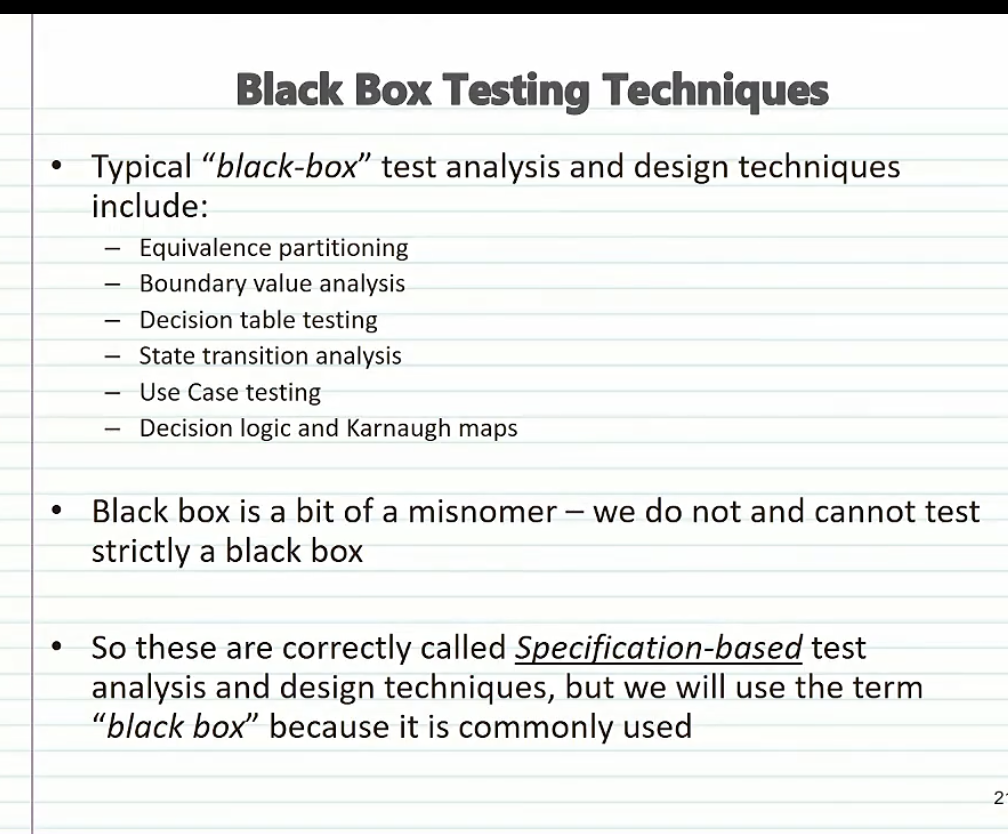 Black Box Testing Techniques
• Typical “black-box” test analysis and design techniques
include:
– Equivalence partitioning
– Boundary value analysis
– Decision table testing
– State transition analysis
– Use Case testing
– Decision logic and Karnaugh maps
• Black box is a bit of a misnomer – we do not and cannot test
strictly a black box
• So these are correctly called Specification-based test
analysis and design techniques, but we will use the term
“black box” because it is commonly used